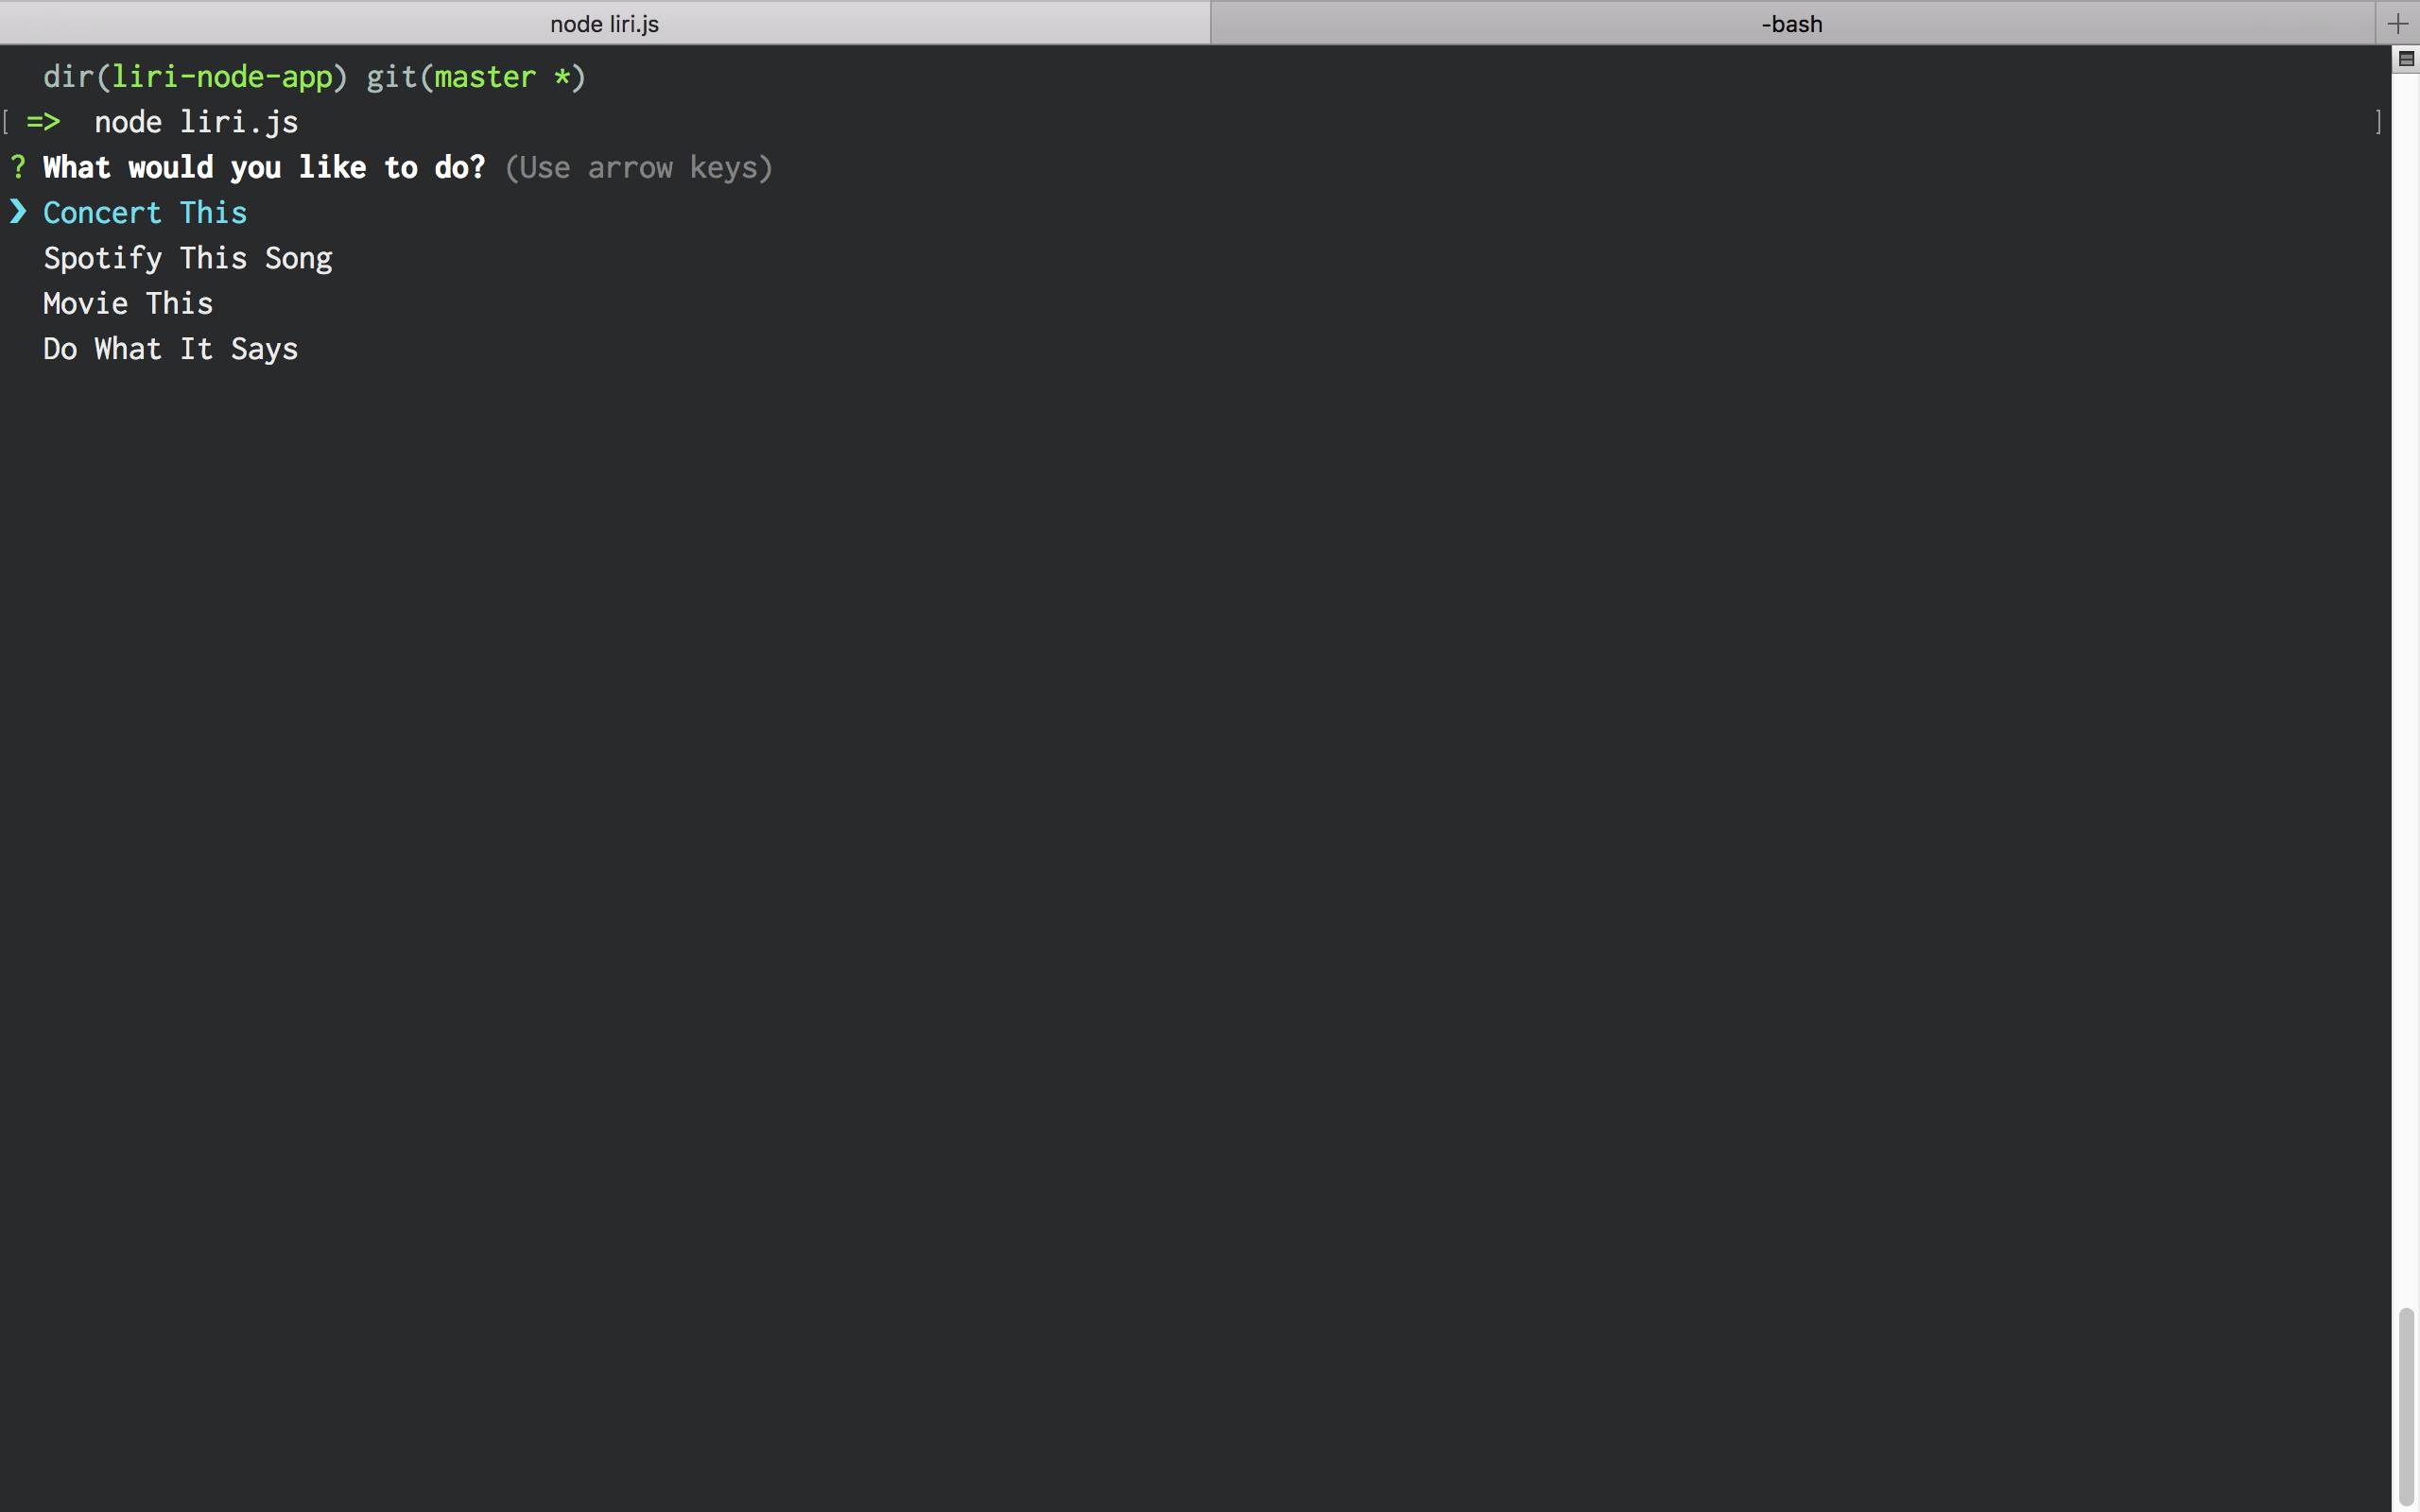 node liri.js
-bash
dir(liri-node-app) git(master *)
[ => node liri.js ]
? What would you like to do? (Use arrow keys)
❯ Concert This
Spotify This Song
Movie This
Do What It Says